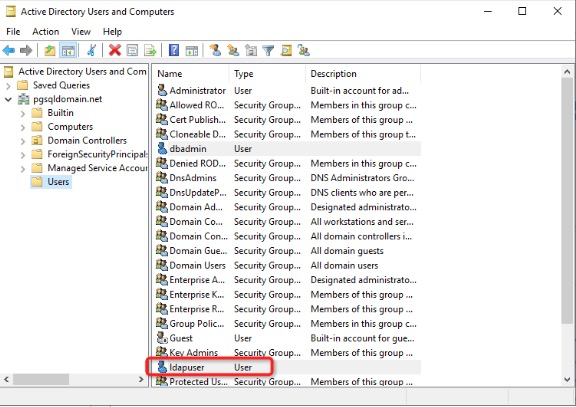 Active Directory Users and Computers
File Action View Help
Active Directory Users and Com
Saved Queries
pgsqldomain.net
Builtin
Computers
Domain Controllers
ForeignSecurityPrincipals
Managed Service Accour
Users
Name Type Description
Administrator User Built-in account for ad...
Allowed RO... Security Group... Members in this group c...
Cert Publish... Security Group... Members of this group ...
Cloneable D... Security Group... Members of this group t...
dbadmin User
Denied ROD... Security Group... Members in this group c...
DnsAdmins Security Group... DNS Administrators Group
DnsUpdateP... Security Group... DNS clients who are per...
Domain Ad... Security Group... Designated administrato...
Domain Co... Security Group... All workstations and ser...
Domain Con... Security Group... All domain controllers i...
Domain Gue... Security Group... All domain guests
Domain Users Security Group... All domain users
Enterprise A... Security Group... Designated administrato...
Enterprise K... Security Group... Members of this group ...
Enterprise R... Security Group... Members of this group ...
Group Polic... Security Group... Members in this group c...
Guest User Built-in account for gue...
Key Admins Security Group... Members of this group ...
ldapuser User
Protected Us... Security Group... Members of this group ...